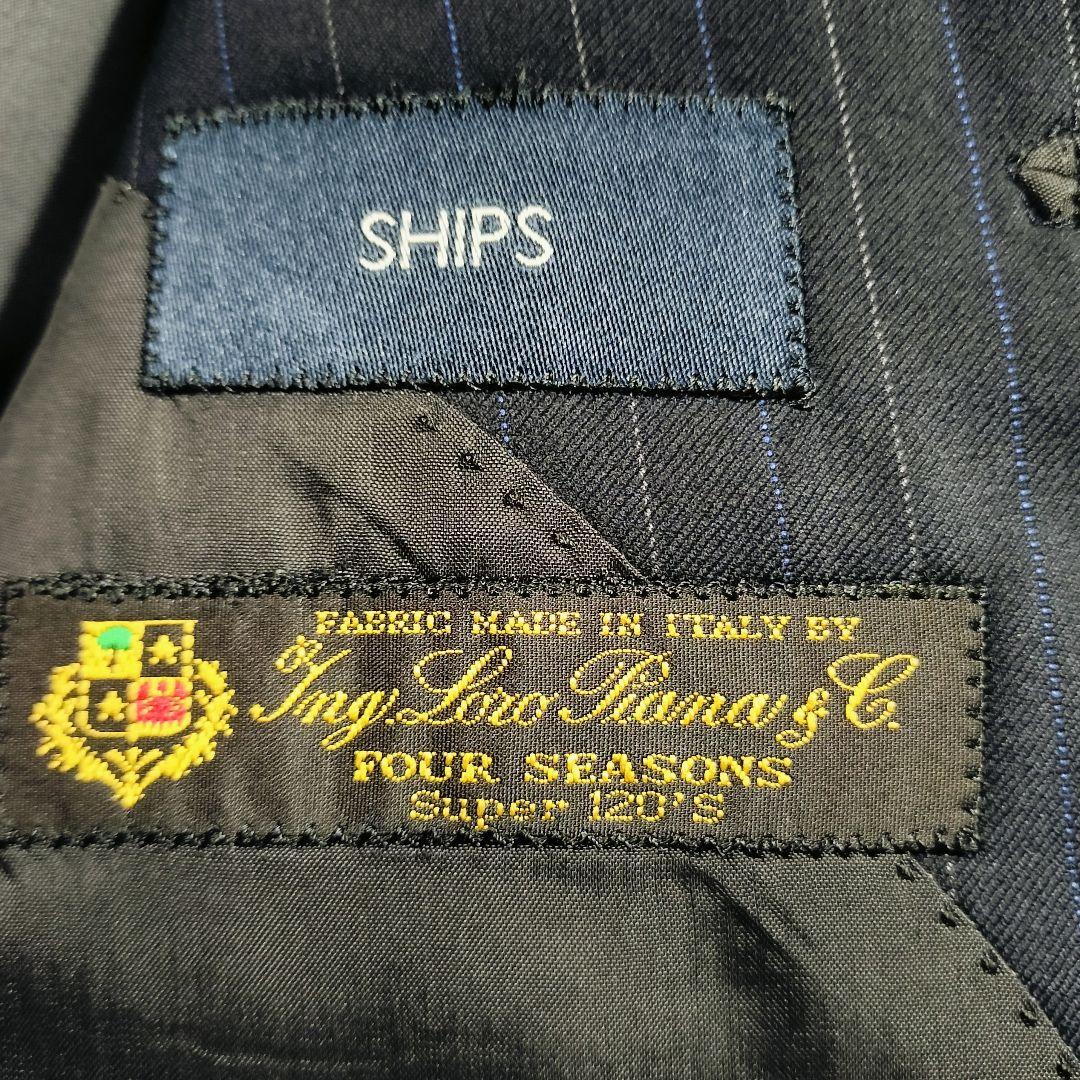 SHIPS
FABRIC MADE IN ITALY BY
Ing. Loro Piana & C.
FOUR SEASONS
Super 120'S